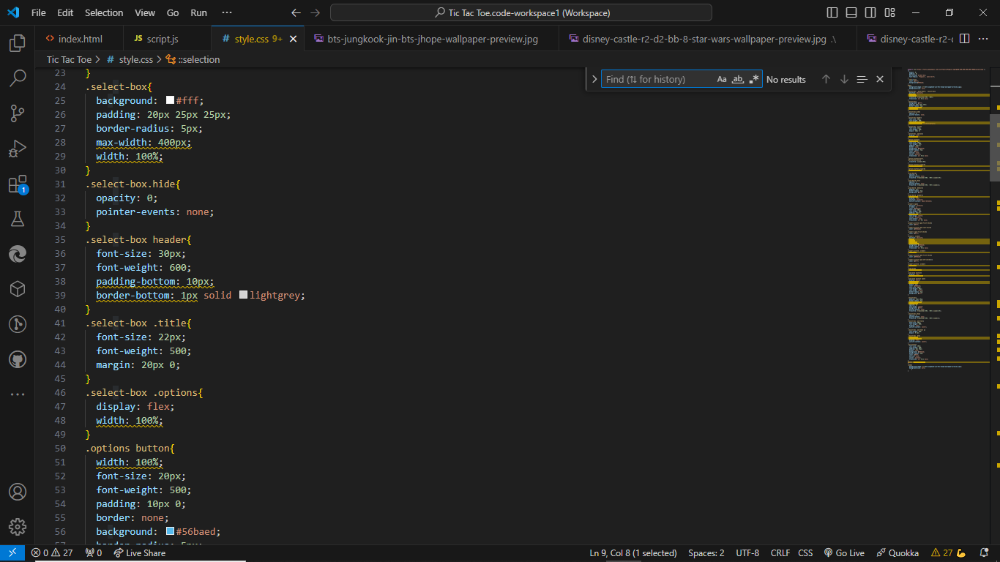 File Edit Selection View Go Run ··· Tic Tac Toe.code-workspace1 (Workspace)
index.html JS script.js # style.css 9+ bts-jungkook-jin-bts-jhope-wallpaper-preview.jpg disney-castle-r2-d2-bb-8-star-wars-wallpaper-preview.jpg .\ disney-castle-r2-
Tic Tac Toe > # style.css > ::selection
Find (⇅ for history) Aa ab .* No results
23 }
24 .select-box{
25 background: #fff;
26 padding: 20px 25px 25px;
27 border-radius: 5px;
28 max-width: 400px;
29 width: 100%;
30 }
31 .select-box.hide{
32 opacity: 0;
33 pointer-events: none;
34 }
35 .select-box header{
36 font-size: 30px;
37 font-weight: 600;
38 padding-bottom: 10px;
39 border-bottom: 1px solid lightgrey;
40 }
41 .select-box .title{
42 font-size: 22px;
43 font-weight: 500;
44 margin: 20px 0;
45 }
46 .select-box .options{
47 display: flex;
48 width: 100%;
49 }
50 .options button{
51 width: 100%;
52 font-size: 20px;
53 font-weight: 500;
54 padding: 10px 0;
55 border: none;
56 background: #56baed;
1
0 27 0 Live Share Ln 9, Col 8 (1 selected) Spaces: 2 UTF-8 CRLF CSS Go Live Quokka 27